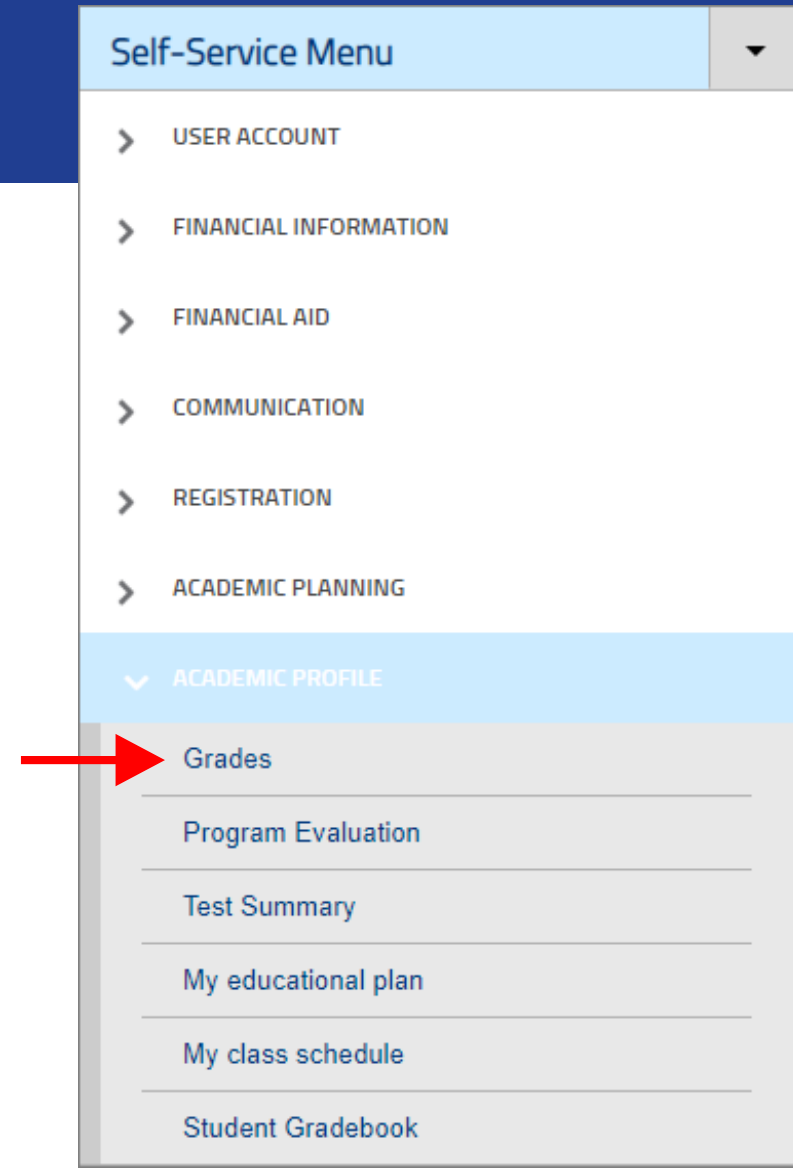 Self-Service Menu
USER ACCOUNT
FINANCIAL INFORMATION
FINANCIAL AID
COMMUNICATION
REGISTRATION
ACADEMIC PLANNING
ACADEMIC PROFILE
Grades
Program Evaluation
Test Summary
My educational plan
My class schedule
Student Gradebook